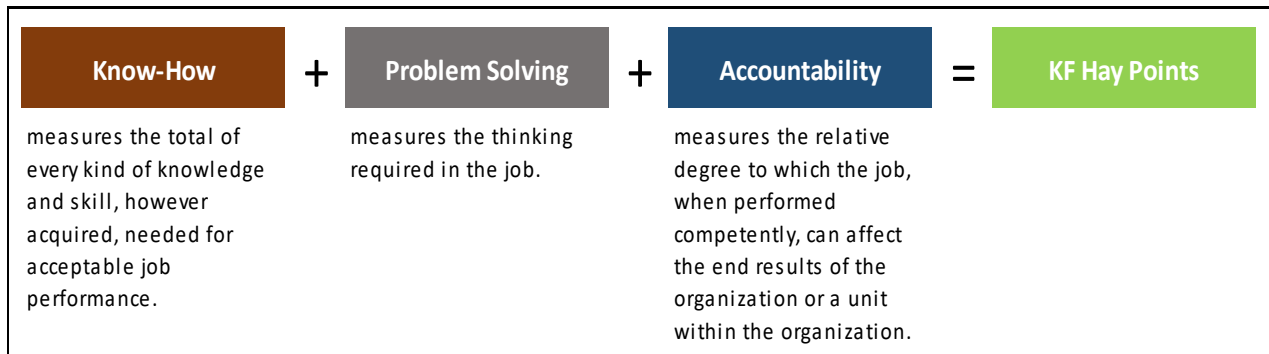 Know-How + Problem Solving + Accountability = KF Hay Points
measures the total of
every kind of knowledge
and skill, however
acquired, needed for
acceptable job
performance.
measures the thinking
required in the job.
measures the relative
degree to which the job,
when performed
competently, can affect
the end results of the
organization or a unit
within the organization.